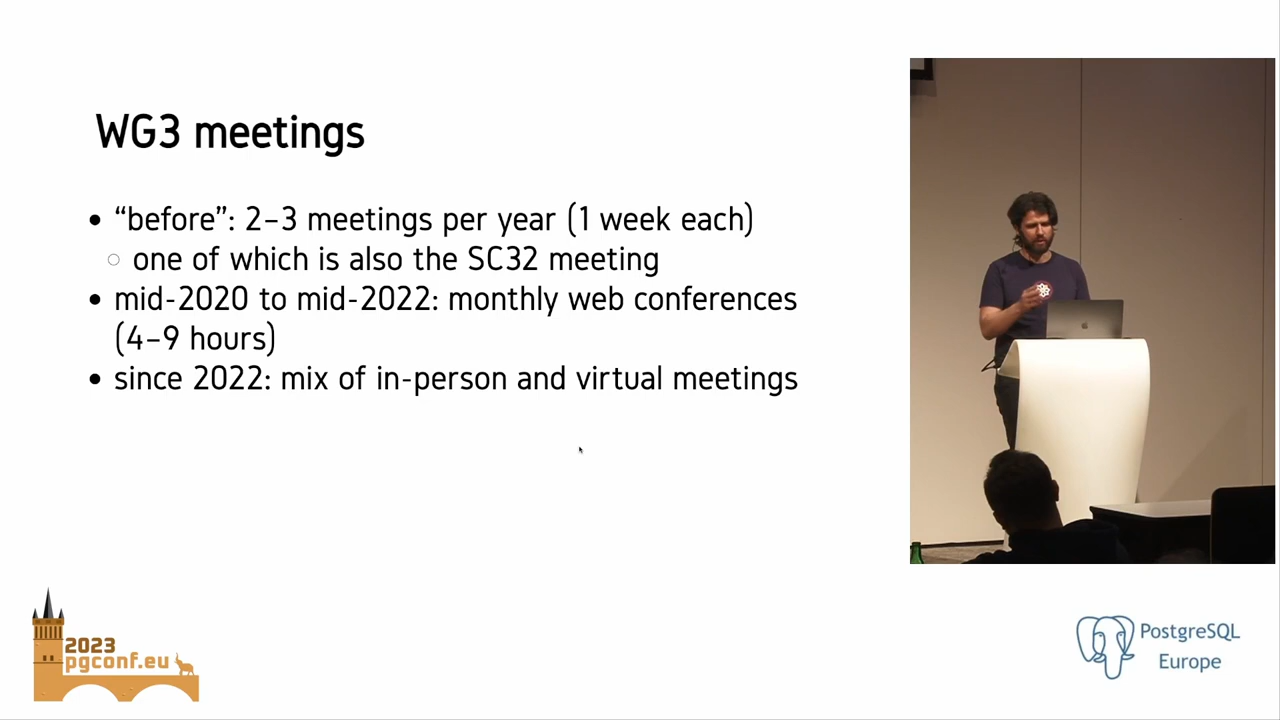 WG3 meetings
• “before”: 2–3 meetings per year (1 week each)
○ one of which is also the SC32 meeting
• mid-2020 to mid-2022: monthly web conferences
(4–9 hours)
• since 2022: mix of in-person and virtual meetings
2023
pgconf.eu
PostgreSQL
Europe